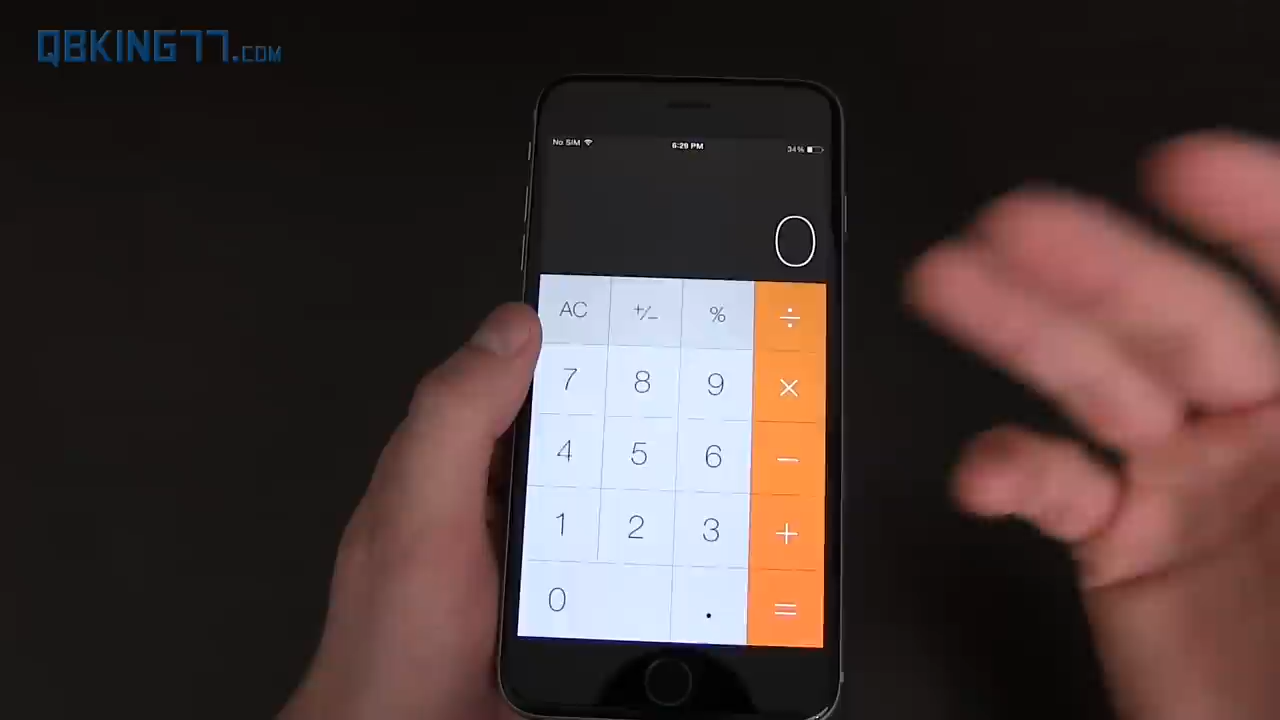 QBKING77.COM
No SIM 6:29 PM 34%
0
AC +/− % ÷
7 8 9 ×
4 5 6 −
1 2 3 +
0 . =